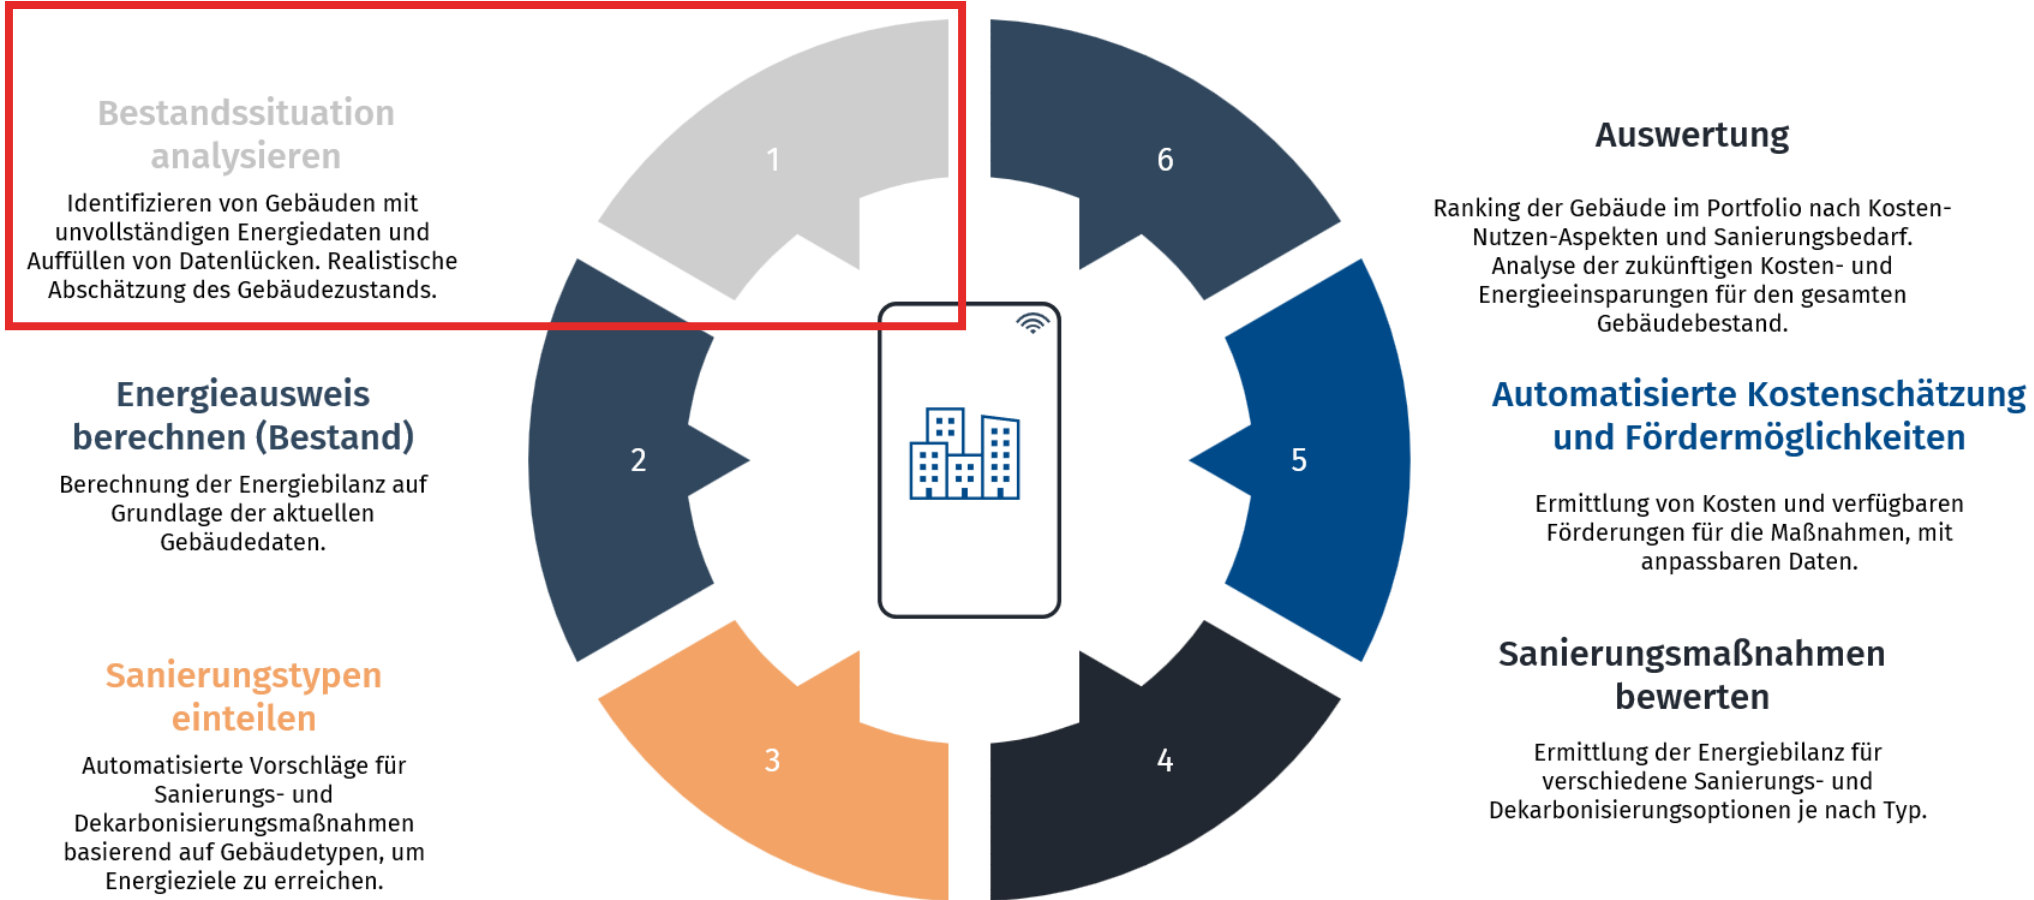 Bestandssituation
analysieren
Identifizieren von Gebäuden mit
unvollständigen Energiedaten und
Auffüllen von Datenlücken. Realistische
Abschätzung des Gebäudezustands.
1
Energieausweis
berechnen (Bestand)
Berechnung der Energiebilanz auf
Grundlage der aktuellen
Gebäudedaten.
2
Sanierungstypen
einteilen
Automatisierte Vorschläge für
Sanierungs- und
Dekarbonisierungsmaßnahmen
basierend auf Gebäudetypen, um
Energieziele zu erreichen.
3
4
Sanierungsmaßnahmen
bewerten
Ermittlung der Energiebilanz für
verschiedene Sanierungs- und
Dekarbonisierungsoptionen je nach Typ.
5
Automatisierte Kostenschätzung
und Fördermöglichkeiten
Ermittlung von Kosten und verfügbaren
Förderungen für die Maßnahmen, mit
anpassbaren Daten.
6
Auswertung
Ranking der Gebäude im Portfolio nach Kosten-
Nutzen-Aspekten und Sanierungsbedarf.
Analyse der zukünftigen Kosten- und
Energieeinsparungen für den gesamten
Gebäudebestand.